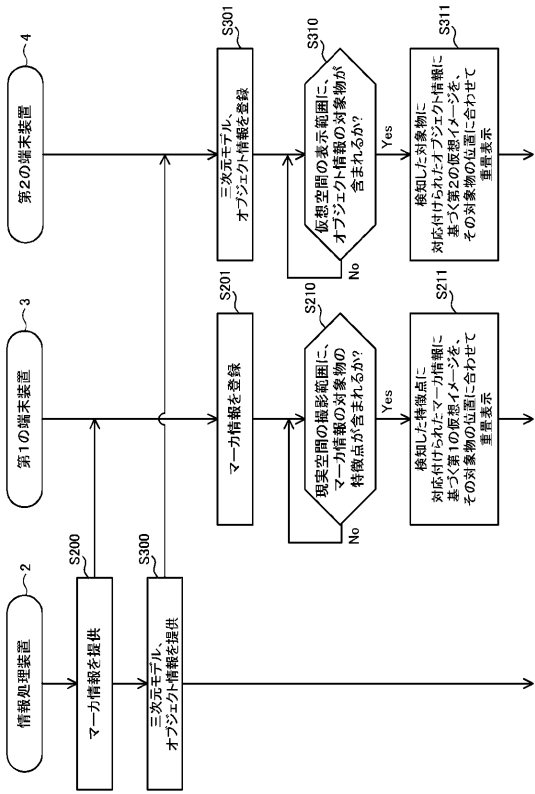 情報処理装置
2
第1の端末装置
3
第2の端末装置
4
S200
マーカ情報を提供
S300
三次元モデル、
オブジェクト情報を提供
S201
マーカ情報を登録
S301
三次元モデル、
オブジェクト情報を登録
S210
現実空間の撮影範囲に、
マーカ情報の対象物の
特徴点が含まれるか?
No
Yes
S310
仮想空間の表示範囲に、
オブジェクト情報の対象物が
含まれるか?
No
Yes
S211
検知した特徴点に
対応付けられたマーカ情報に
基づく第1の仮想イメージを、
その対象物の位置に合わせて
重畳表示
S311
検知した対象物に
対応付けられたオブジェクト情報に
基づく第2の仮想イメージを、
その対象物の位置に合わせて
重畳表示